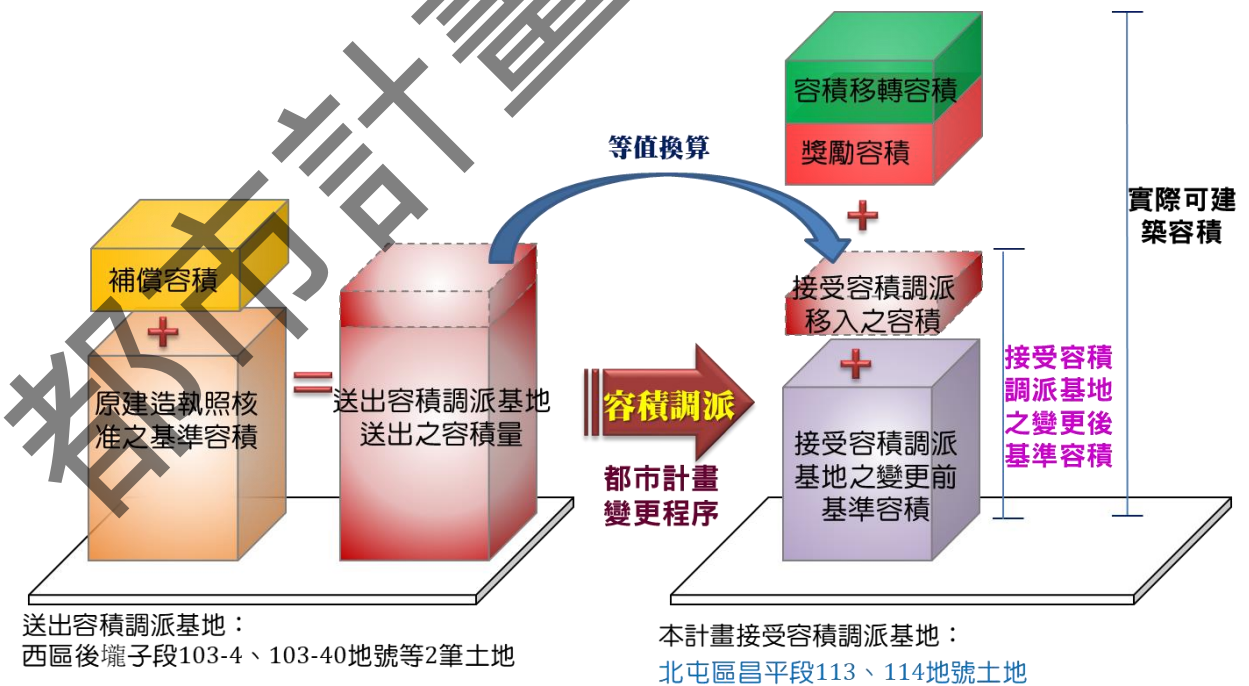 都市計畫
容積移轉容積
獎勵容積
等值換算
實際可建
築容積
補償容積
接受容積調派
移入之容積
原建造執照核
准之基準容積
送出容積調派基地
送出之容積量
容積調派
都市計畫
變更程序
接受容積調派
基地之變更前
基準容積
接受容積
調派基地
之變更後
基準容積
送出容積調派基地：
西區後壠子段103-4、103-40地號等2筆土地
本計畫接受容積調派基地：
北屯區昌平段113、114地號土地